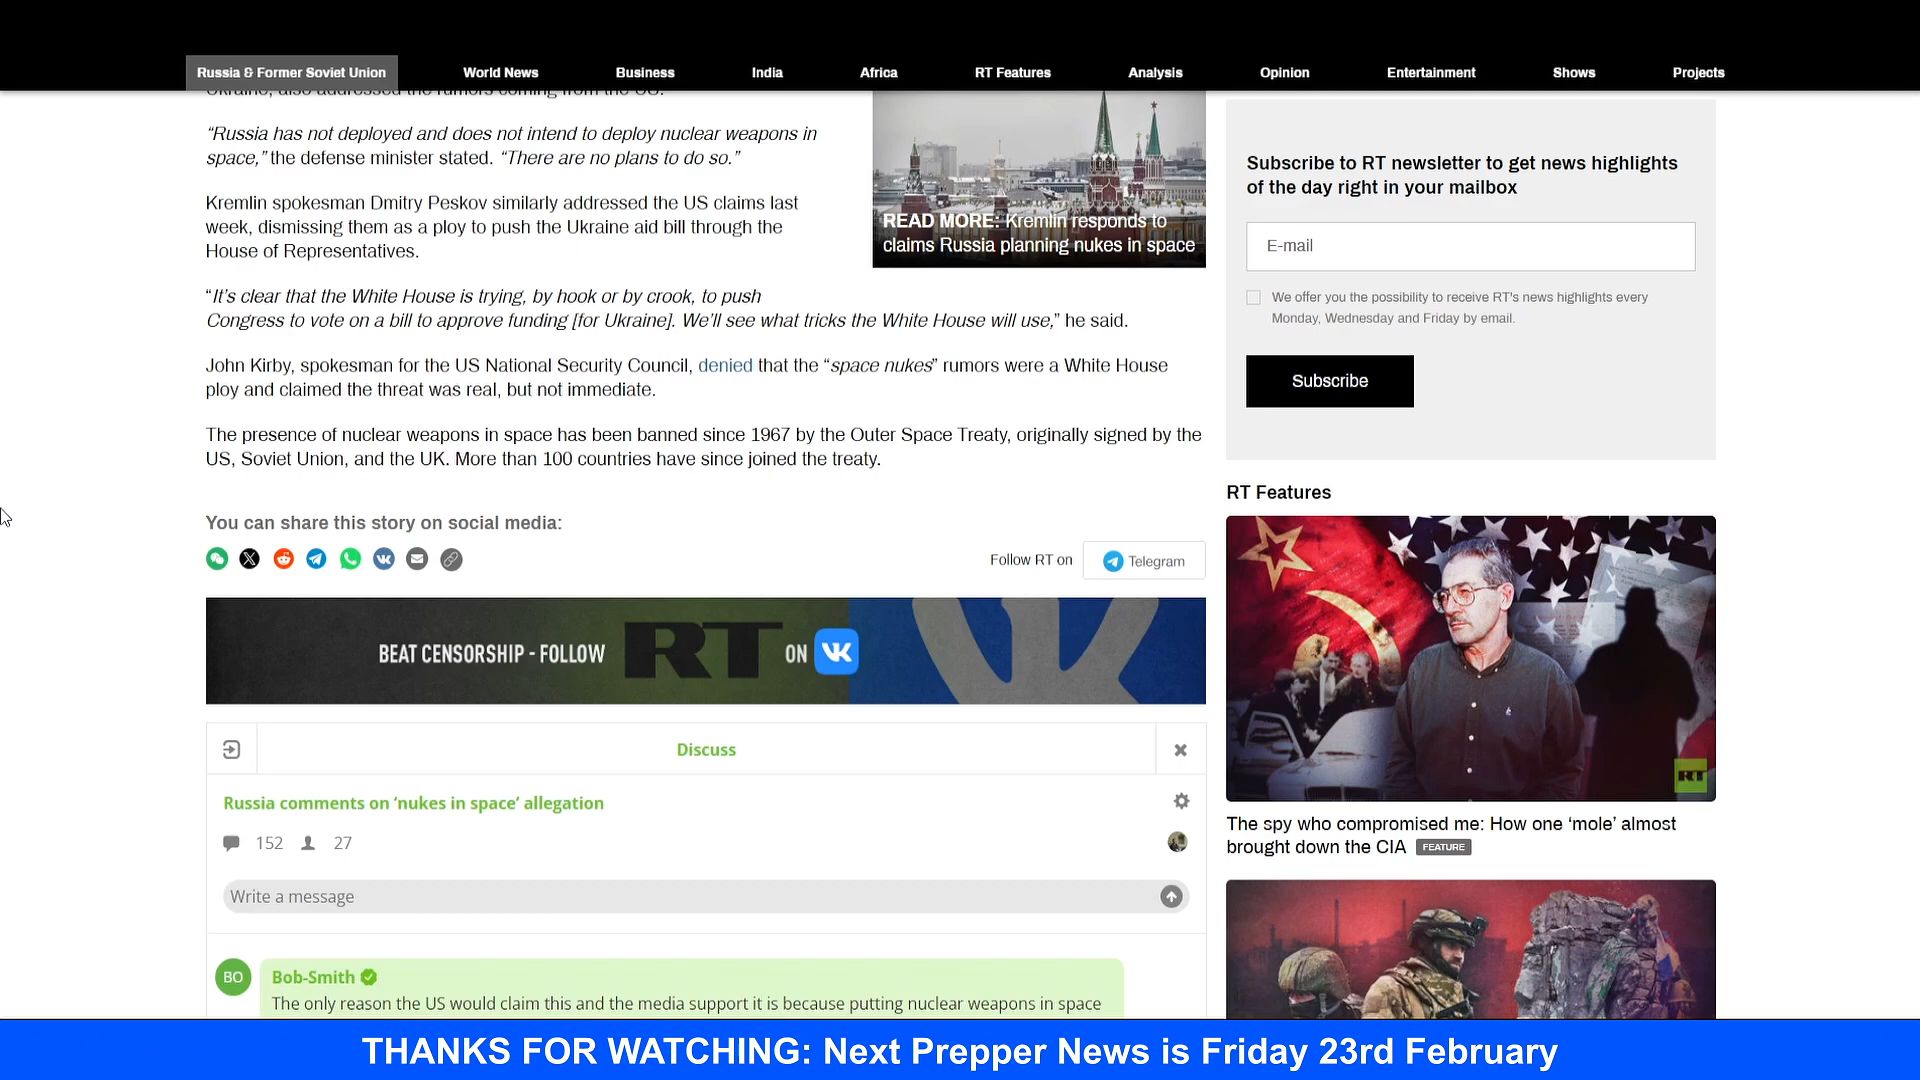 Russia & Former Soviet Union
World News
Business
India
Africa
RT Features
Analysis
Opinion
Entertainment
Shows
Projects
Ukraine, also addressed the rumors coming from the US.
“Russia has not deployed and does not intend to deploy nuclear weapons in
space,” the defense minister stated. “There are no plans to do so.”
Kremlin spokesman Dmitry Peskov similarly addressed the US claims last
week, dismissing them as a ploy to push the Ukraine aid bill through the
House of Representatives.
READ MORE: Kremlin responds to
claims Russia planning nukes in space
“It’s clear that the White House is trying, by hook or by crook, to push
Congress to vote on a bill to approve funding [for Ukraine]. We’ll see what tricks the White House will use,” he said.
John Kirby, spokesman for the US National Security Council, denied that the “space nukes” rumors were a White House
ploy and claimed the threat was real, but not immediate.
The presence of nuclear weapons in space has been banned since 1967 by the Outer Space Treaty, originally signed by the
US, Soviet Union, and the UK. More than 100 countries have since joined the treaty.
You can share this story on social media:
Follow RT on
Telegram
BEAT CENSORSHIP - FOLLOW RT ON VK
Discuss
Russia comments on ‘nukes in space’ allegation
152
27
Write a message
BO
Bob-Smith
The only reason the US would claim this and the media support it is because putting nuclear weapons in space
Subscribe to RT newsletter to get news highlights
of the day right in your mailbox
E-mail
We offer you the possibility to receive RT's news highlights every
Monday, Wednesday and Friday by email.
Subscribe
RT Features
RT
The spy who compromised me: How one ‘mole’ almost
brought down the CIA FEATURE
THANKS FOR WATCHING: Next Prepper News is Friday 23rd February